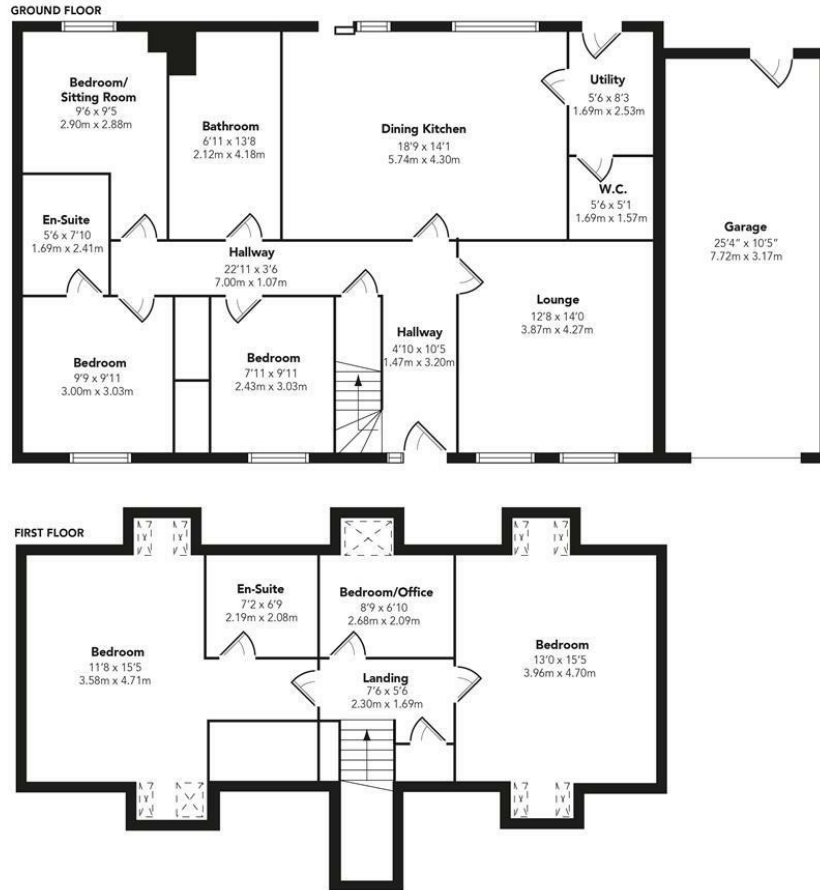 GROUND FLOOR
Bedroom/
Sitting Room
9'6 x 9'5
2.90m x 2.88m
Bathroom
6'11 x 13'8
2.12m x 4.18m
Dining Kitchen
18'9 x 14'1
5.74m x 4.30m
Utility
5'6 x 8'3
1.69m x 2.53m
W.C.
5'6 x 5'1
1.69m x 1.57m
Garage
25'4” x 10'5”
7.72m x 3.17m
En-Suite
5'6 x 7'10
1.69m x 2.41m
Hallway
22'11 x 3'6
7.00m x 1.07m
Hallway
4'10 x 10'5
1.47m x 3.20m
Lounge
12'8 x 14'0
3.87m x 4.27m
Bedroom
9'9 x 9'11
3.00m x 3.03m
Bedroom
7'11 x 9'11
2.43m x 3.03m
FIRST FLOOR
Bedroom
11'8 x 15'5
3.58m x 4.71m
En-Suite
7'2 x 6'9
2.19m x 2.08m
Bedroom/Office
8'9 x 6'10
2.68m x 2.09m
Landing
7'6 x 5'6
2.30m x 1.69m
Bedroom
13'0 x 15'5
3.96m x 4.70m